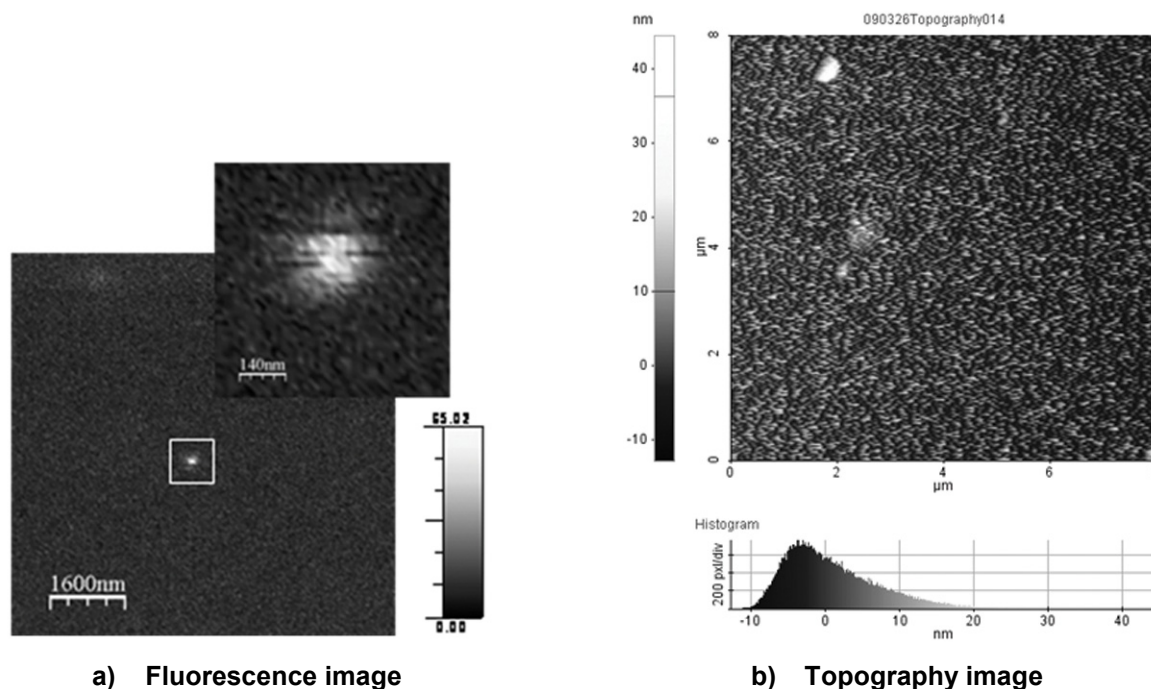 140nm
65.02
0.00
1600nm
a) Fluorescence image
090326Topography014
nm
40
30
20
10
0
-10
µm
8
6
4
2
0
0 2 4 6
µm
Histogram
200 pxl/div
-10 0 10 20 30 40
nm
b) Topography image